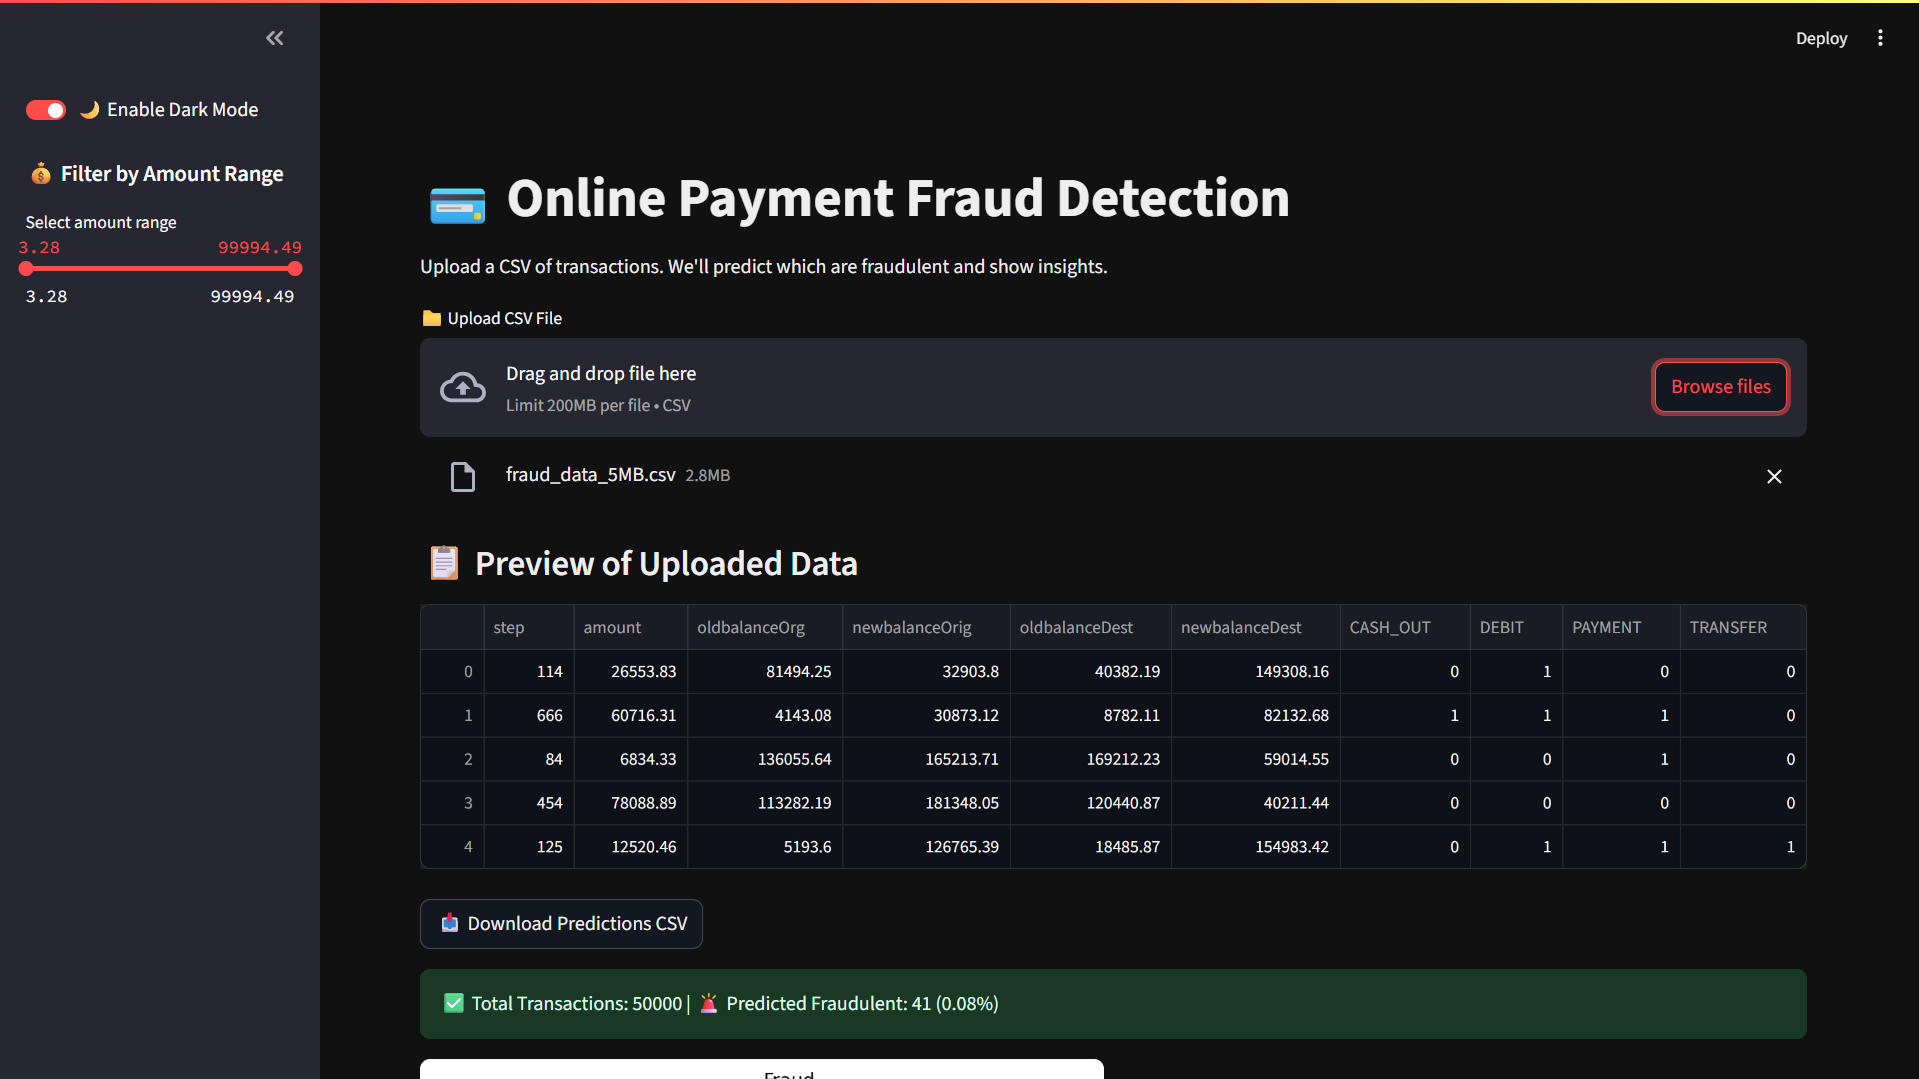 Deploy
Enable Dark Mode
Filter by Amount Range
Select amount range
3.28 99994.49
3.28 99994.49
Online Payment Fraud Detection
Upload a CSV of transactions. We'll predict which are fraudulent and show insights.
Upload CSV File
Drag and drop file here
Limit 200MB per file • CSV
Browse files
fraud_data_5MB.csv 2.8MB
Preview of Uploaded Data
step amount oldbalanceOrg newbalanceOrig oldbalanceDest newbalanceDest CASH_OUT DEBIT PAYMENT TRANSFER
0 114 26553.83 81494.25 32903.8 40382.19 149308.16 0 1 0 0
1 666 60716.31 4143.08 30873.12 8782.11 82132.68 1 1 1 0
2 84 6834.33 136055.64 165213.71 169212.23 59014.55 0 0 1 0
3 454 78088.89 113282.19 181348.05 120440.87 40211.44 0 0 0 0
4 125 12520.46 5193.6 126765.39 18485.87 154983.42 0 1 1 1
Download Predictions CSV
Total Transactions: 50000 | Predicted Fraudulent: 41 (0.08%)
Fraud